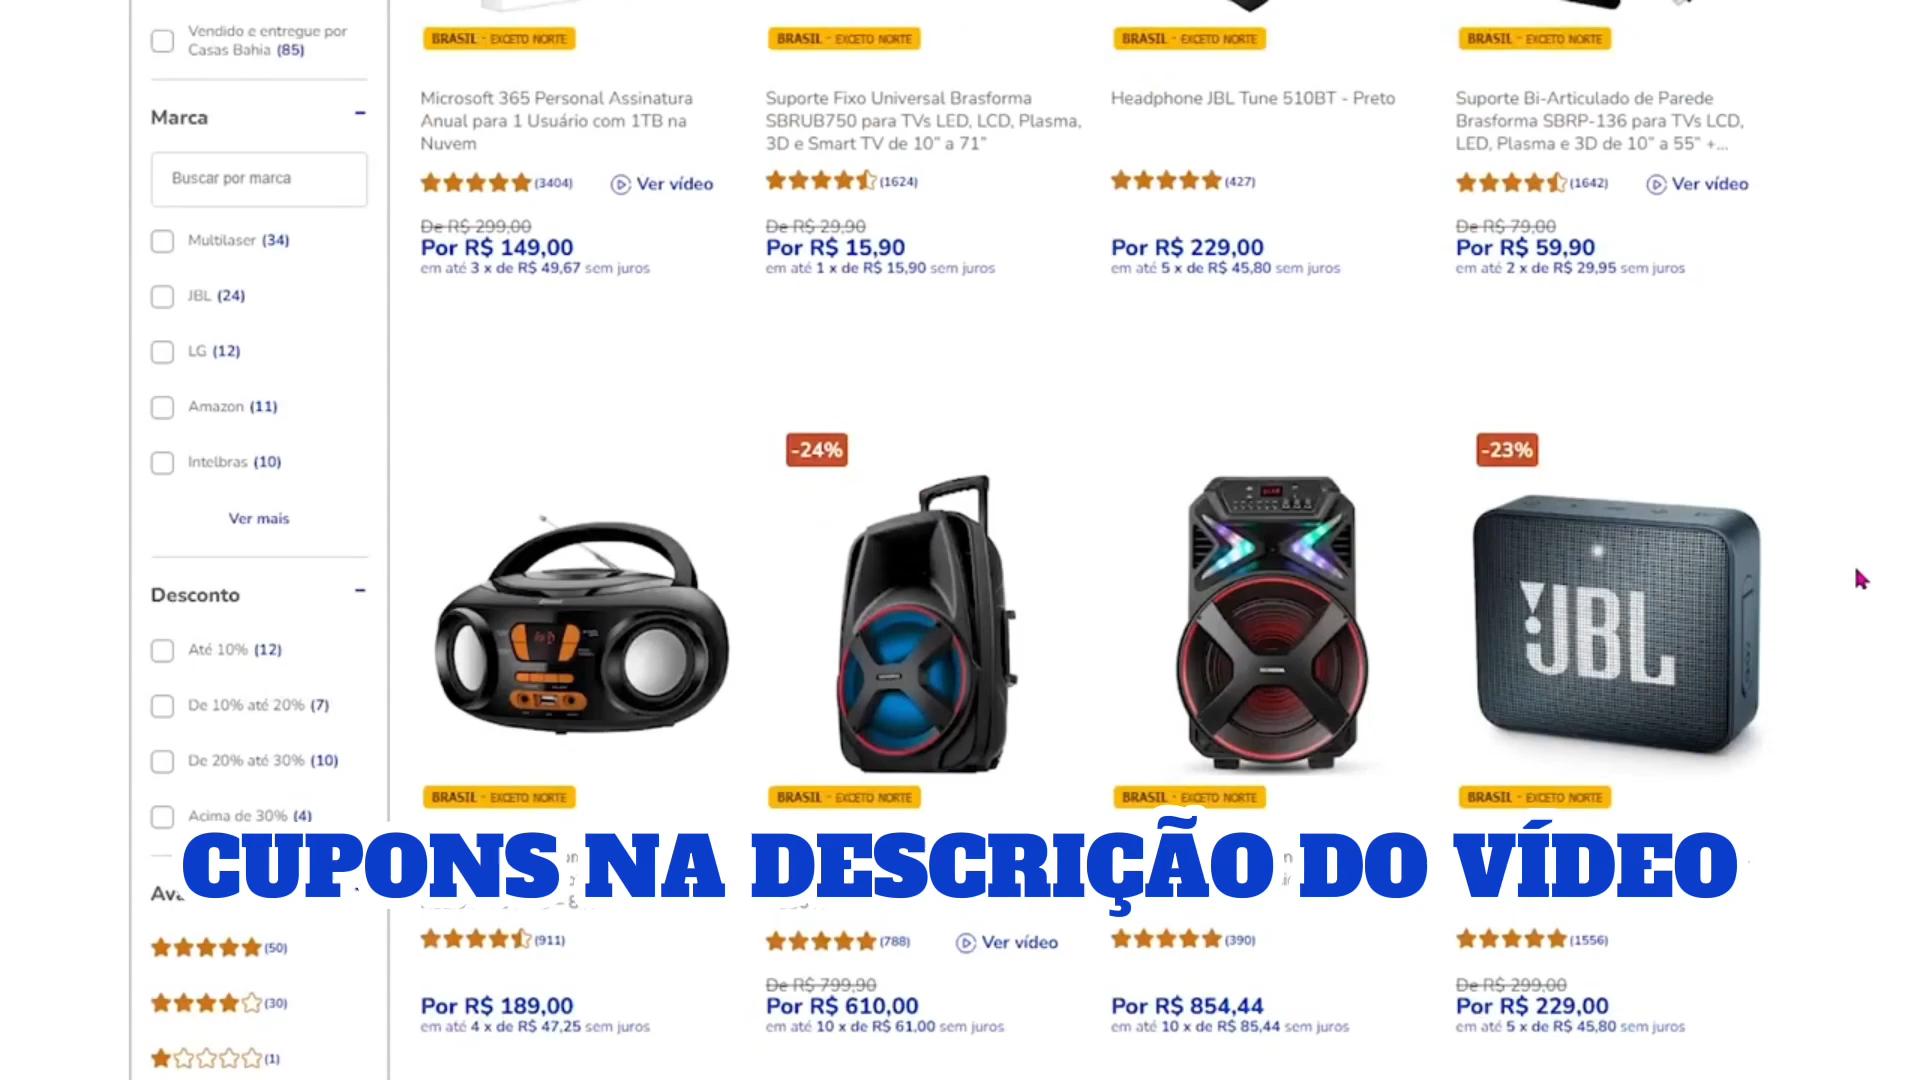 Vendido e entregue por
Casas Bahia (85)
Marca
Buscar por marca
Multilaser (34)
JBL (24)
LG (12)
Amazon (11)
Intelbras (10)
Ver mais
Desconto
Até 10% (12)
De 10% até 20% (7)
De 20% até 30% (10)
Acima de 30% (4)
(50)
(30)
(1)
BRASIL - EXCETO NORTE
Microsoft 365 Personal Assinatura
Anual para 1 Usuário com 1TB na
Nuvem
(3404) Ver vídeo
De R$ 299,00
Por R$ 149,00
em até 3 x de R$ 49,67 sem juros
BRASIL - EXCETO NORTE
Suporte Fixo Universal Brasforma
SBRUB750 para TVs LED, LCD, Plasma,
3D e Smart TV de 10" a 71"
(1624)
De R$ 29,90
Por R$ 15,90
em até 1 x de R$ 15,90 sem juros
BRASIL - EXCETO NORTE
Headphone JBL Tune 510BT - Preto
(427)
Por R$ 229,00
em até 5 x de R$ 45,80 sem juros
BRASIL - EXCETO NORTE
Suporte Bi-Articulado de Parede
Brasforma SBRP-136 para TVs LCD,
LED, Plasma e 3D de 10" a 55" +...
(1642) Ver vídeo
De R$ 79,00
Por R$ 59,90
em até 2 x de R$ 29,95 sem juros
BRASIL - EXCETO NORTE
(911)
Por R$ 189,00
em até 4 x de R$ 47,25 sem juros
-24%
BRASIL - EXCETO NORTE
(788) Ver vídeo
De R$ 799,90
Por R$ 610,00
em até 10 x de R$ 61,00 sem juros
BRASIL - EXCETO NORTE
(390)
Por R$ 854,44
em até 10 x de R$ 85,44 sem juros
-23%
JBL
BRASIL - EXCETO NORTE
(1556)
De R$ 299,00
Por R$ 229,00
em até 5 x de R$ 45,80 sem juros
CUPONS NA DESCRIÇÃO DO VÍDEO